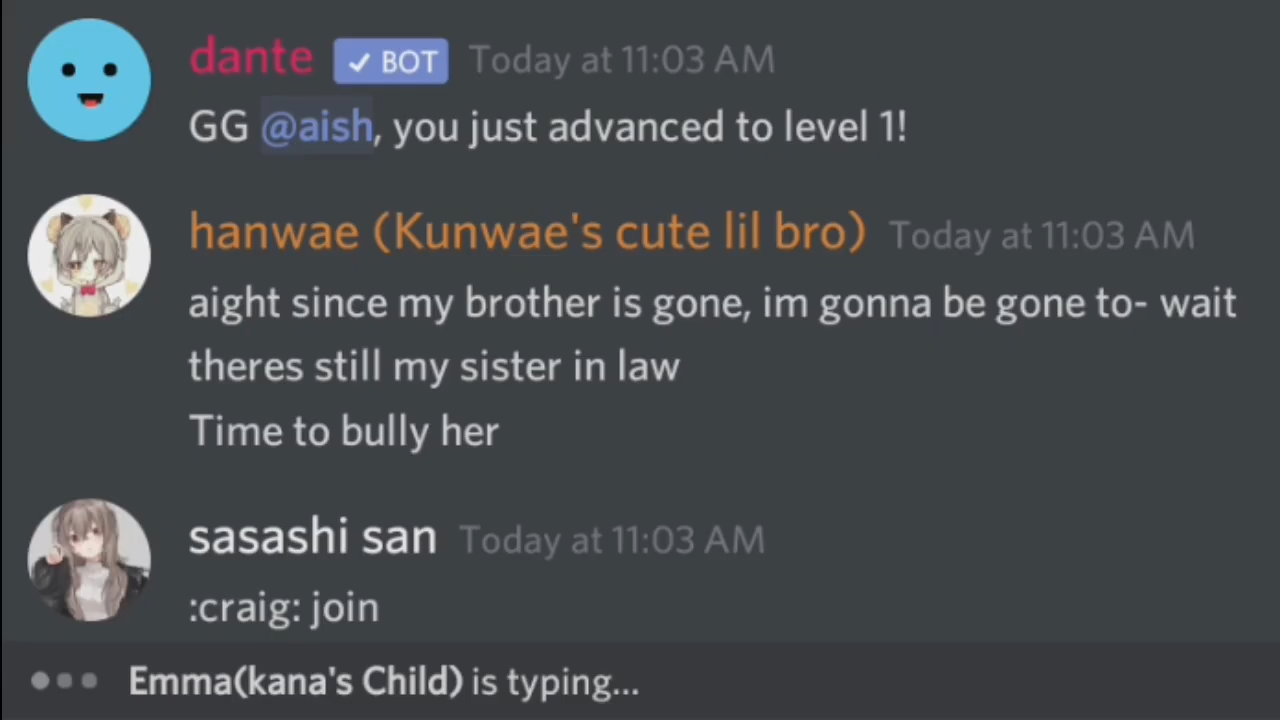 dante ✓ BOT Today at 11:03 AM
GG @aish, you just advanced to level 1!
hanwae (Kunwae's cute lil bro) Today at 11:03 AM
aight since my brother is gone, im gonna be gone to- wait
theres still my sister in law
Time to bully her
sasashi san Today at 11:03 AM
:craig: join
Emma(kana's Child) is typing...